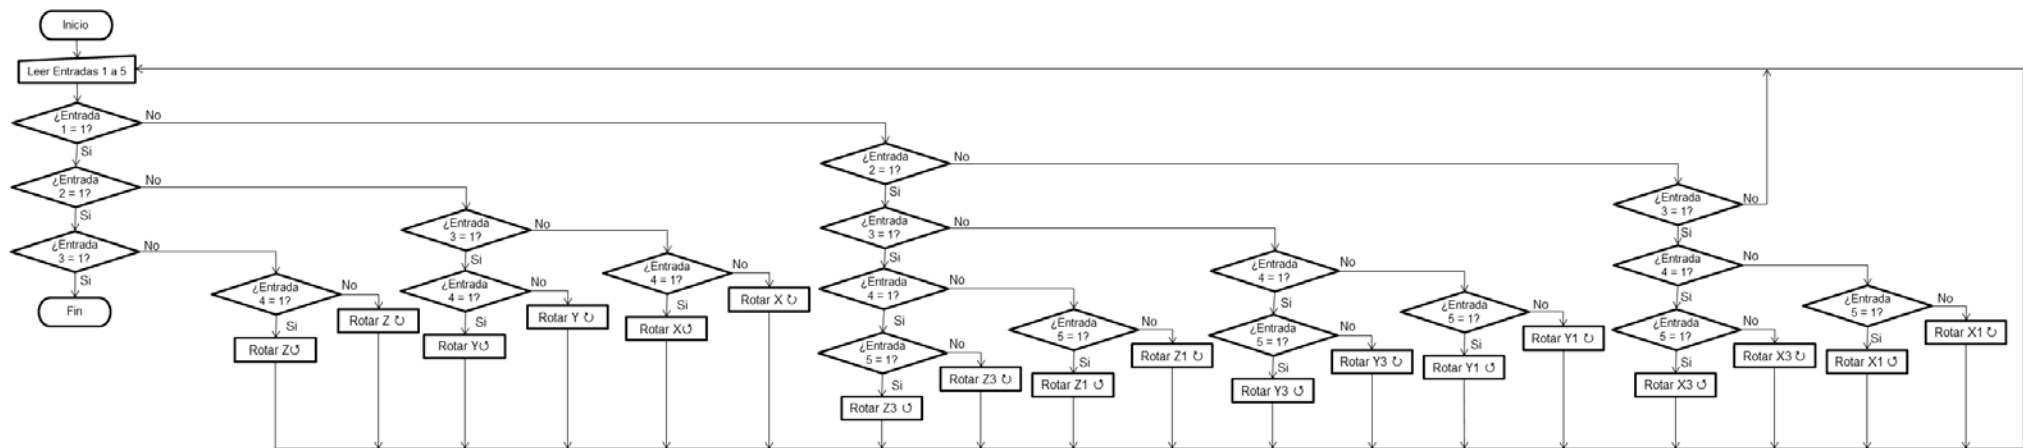 Inicio
Leer Entradas 1 a 5
¿Entrada
1 = 1?
No
Si
¿Entrada
2 = 1?
No
Si
¿Entrada
3 = 1?
No
Si
Fin
¿Entrada
4 = 1?
No
Si
Rotar Z ↻
Rotar Z↺
¿Entrada
3 = 1?
No
Si
¿Entrada
4 = 1?
No
Si
Rotar Y ↻
Rotar Y↺
¿Entrada
4 = 1?
No
Si
Rotar X ↻
Rotar X↺
¿Entrada
2 = 1?
No
Si
¿Entrada
3 = 1?
No
Si
¿Entrada
4 = 1?
No
Si
¿Entrada
5 = 1?
No
Si
Rotar Z3 ↻
Rotar Z3 ↺
¿Entrada
5 = 1?
No
Si
Rotar Z1 ↻
Rotar Z1 ↺
¿Entrada
4 = 1?
No
Si
¿Entrada
5 = 1?
No
Si
Rotar Y3 ↻
Rotar Y3 ↺
¿Entrada
5 = 1?
No
Si
Rotar Y1 ↻
Rotar Y1 ↺
¿Entrada
3 = 1?
No
Si
¿Entrada
4 = 1?
No
Si
¿Entrada
5 = 1?
No
Si
Rotar X3 ↻
Rotar X3 ↺
¿Entrada
5 = 1?
No
Si
Rotar X1 ↻
Rotar X1 ↺